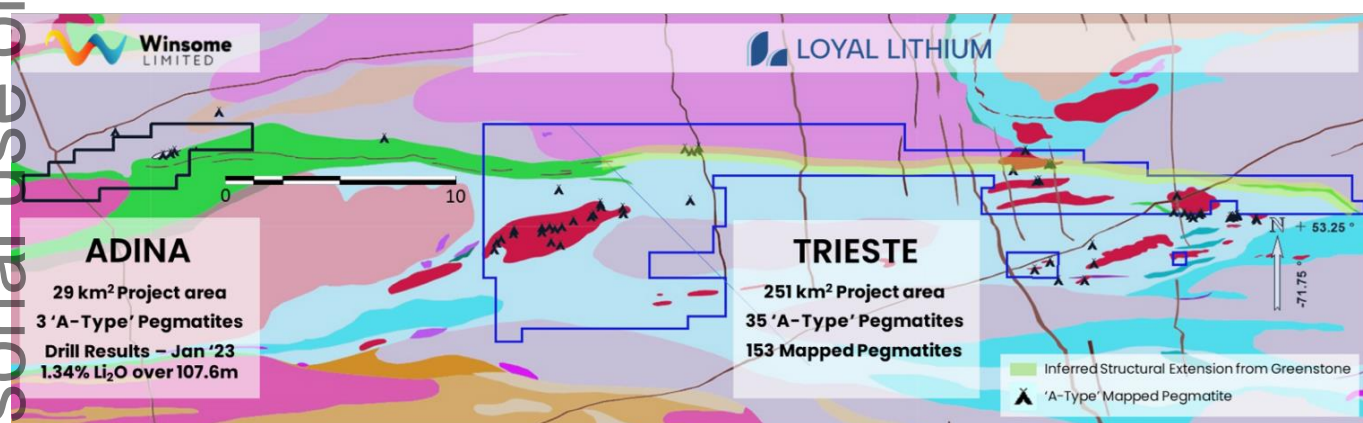 Winsome
LIMITED
LOYAL LITHIUM
0
10
ADINA
29 km² Project area
3 ‘A-Type’ Pegmatites
Drill Results – Jan ‘23
1.34% Li₂O over 107.6m
TRIESTE
251 km² Project area
35 ‘A-Type’ Pegmatites
153 Mapped Pegmatites
N + 53.25 °
-71.75 °
Inferred Structural Extension from Greenstone
‘A-Type’ Mapped Pegmatite